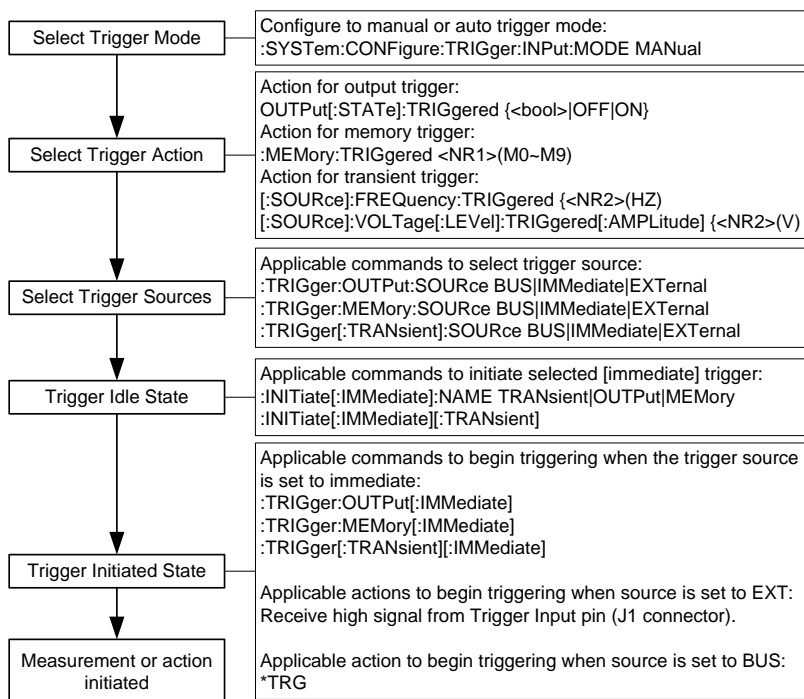 Select Trigger Mode
Configure to manual or auto trigger mode:
:SYSTem:CONFigure:TRIGger:INPut:MODE MANual
Select Trigger Action
Action for output trigger:
OUTPut[:STATe]:TRIGgered {<bool>|OFF|ON}
Action for memory trigger:
:MEMory:TRIGgered <NR1>(M0~M9)
Action for transient trigger:
[:SOURce]:FREQuency:TRIGgered {<NR2>(HZ)
[:SOURce]:VOLTage[:LEVel]:TRIGgered[:AMPLitude] {<NR2>(V)
Select Trigger Sources
Applicable commands to select trigger source:
:TRIGger:OUTPut:SOURce BUS|IMMediate|EXTernal
:TRIGger:MEMory:SOURce BUS|IMMediate|EXTernal
:TRIGger[:TRANsient]:SOURce BUS|IMMediate|EXTernal
Trigger Idle State
Applicable commands to initiate selected [immediate] trigger:
:INITiate[:IMMediate]:NAME TRANsient|OUTPut|MEMory
:INITiate[:IMMediate][:TRANsient]
Trigger Initiated State
Applicable commands to begin triggering when the trigger source
is set to immediate:
:TRIGger:OUTPut[:IMMediate]
:TRIGger:MEMory[:IMMediate]
:TRIGger[:TRANsient][:IMMediate]
Applicable actions to begin triggering when source is set to EXT:
Receive high signal from Trigger Input pin (J1 connector).
Applicable action to begin triggering when source is set to BUS:
*TRG
Measurement or action
initiated